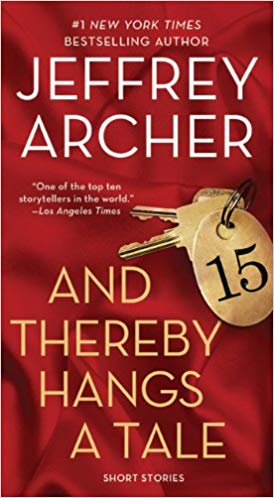 #1 NEW YORK TIMES
BESTSELLING AUTHOR
JEFFREY
ARCHER
"One of the top ten
storytellers in the world."
—Los Angeles Times
15
AND
THEREBY
HANGS
A TALE
SHORT STORIES